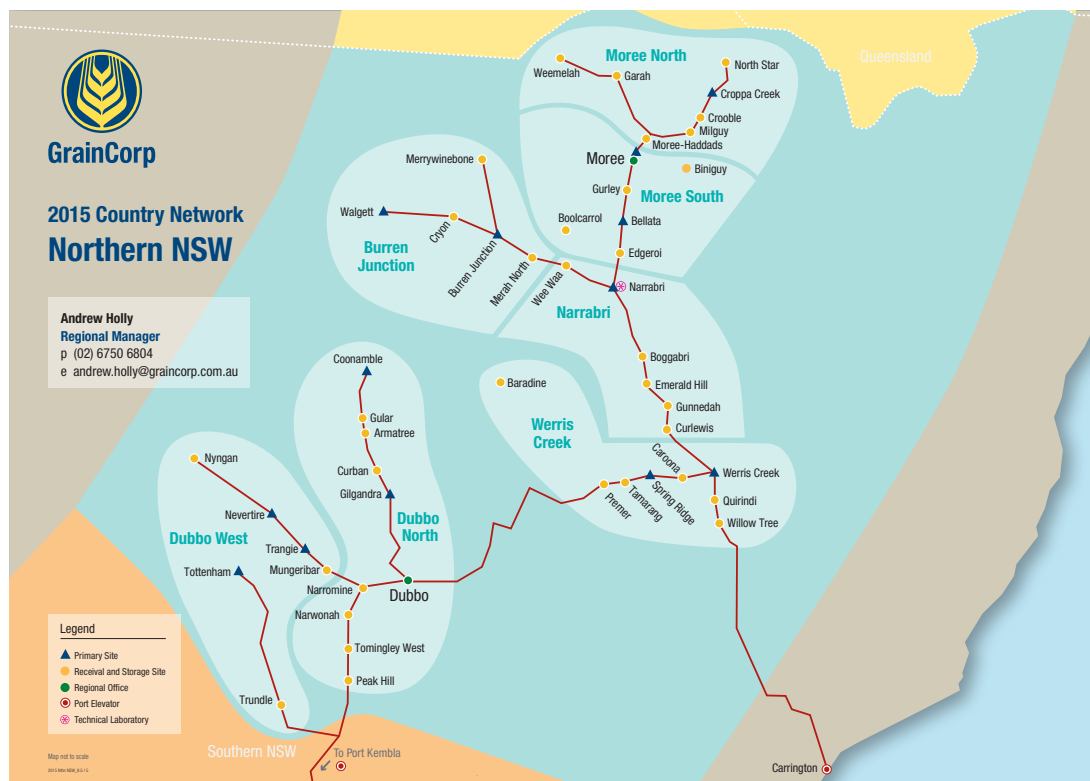 GrainCorp
2015 Country Network
Northern NSW
Andrew Holly
Regional Manager
p (02) 6750 6804
e andrew.holly@graincorp.com.au
Queensland
Moree North
Weemelah
Garah
North Star
Croppa Creek
Crooble
Milguy
Moree-Haddads
Moree
Biniguy
Gurley
Moree South
Boolcarrol
Bellata
Edgeroi
Merrywinebone
Walgett
Cryon
Burren
Junction
Burren Junction
Merah North
Wee Waa
Narrabri
Narrabri
Boggabri
Emerald Hill
Gunnedah
Curlewis
Coonamble
Gular
Armatree
Curban
Gilgandra
Dubbo
North
Baradine
Werris
Creek
Caroona
Werris Creek
Spring Ridge
Tamarang
Premer
Quirindi
Willow Tree
Nyngan
Nevertire
Dubbo West
Trangie
Tottenham
Mungeribar
Narromine
Dubbo
Narwonah
Tomingley West
Peak Hill
Trundle
Legend
Primary Site
Receival and Storage Site
Regional Office
Port Elevator
Technical Laboratory
Southern NSW
To Port Kembla
Carrington
Map not to scale